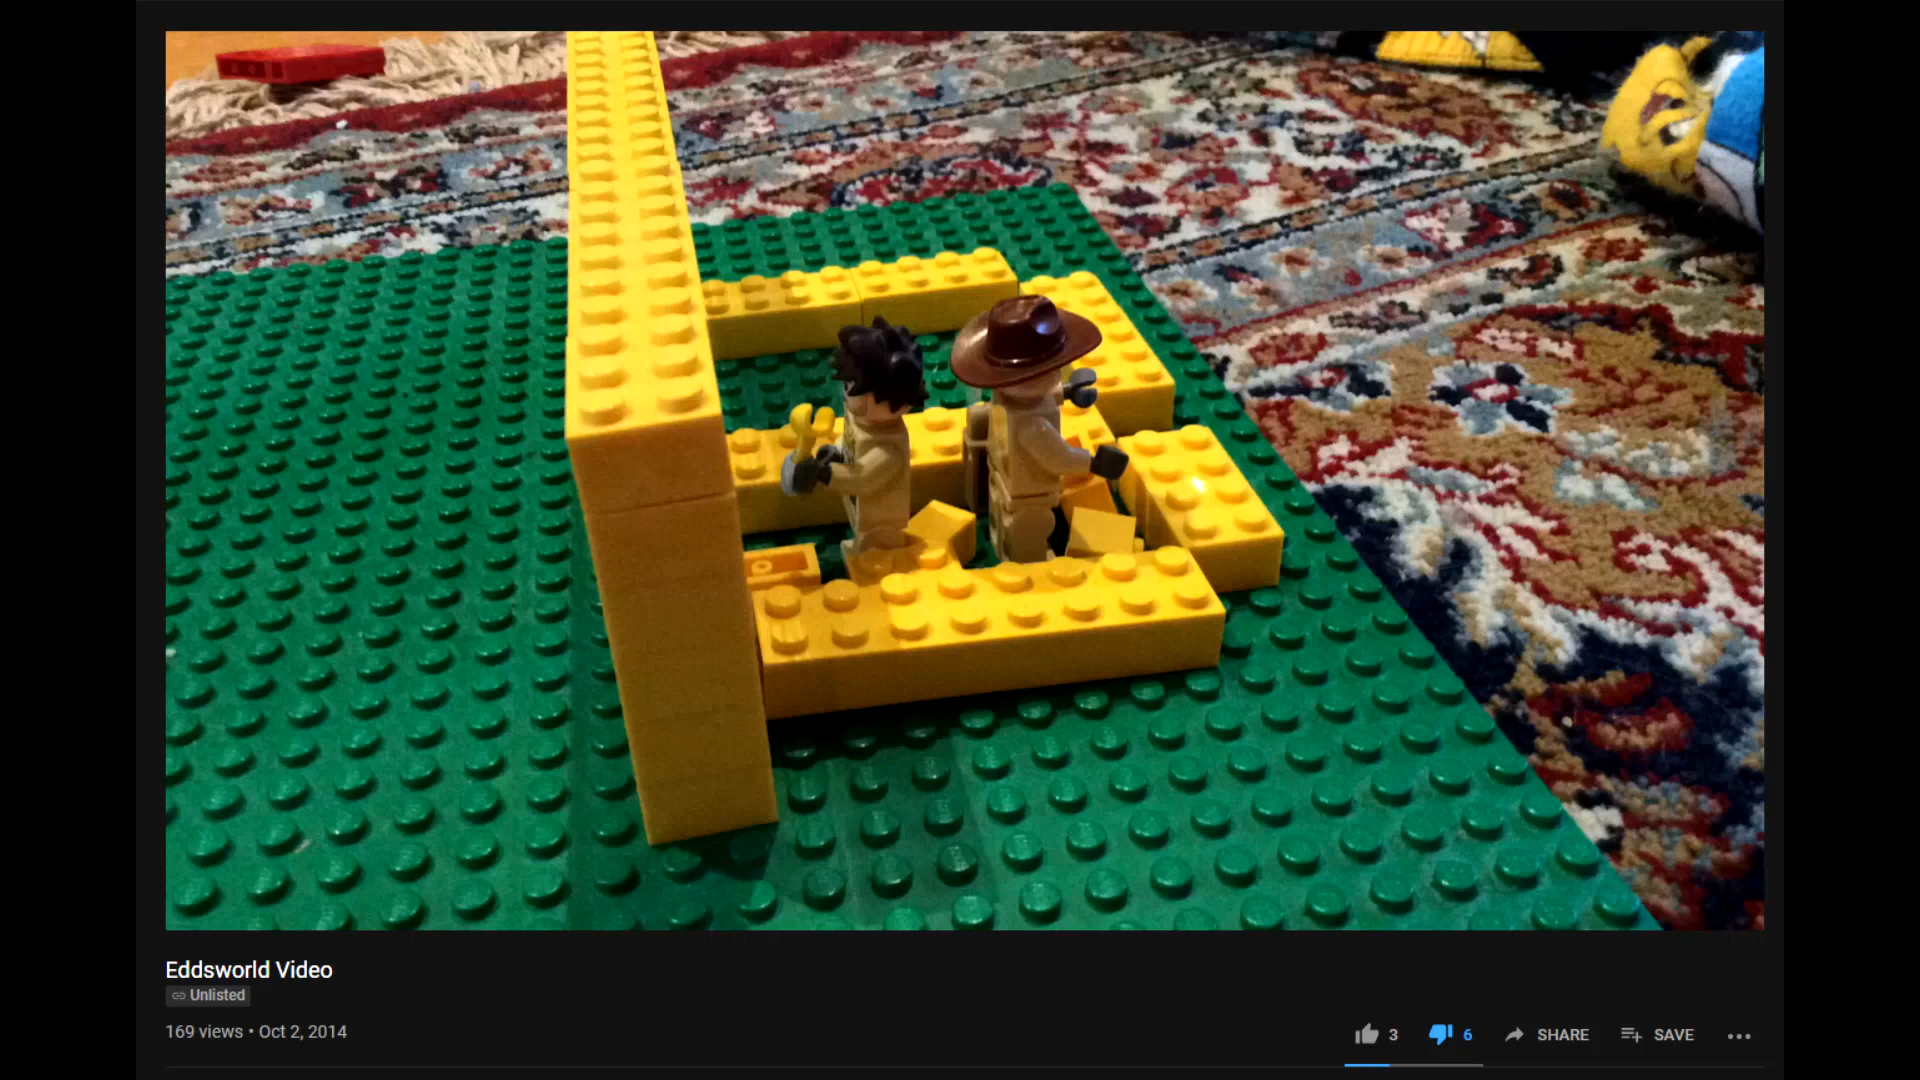 Eddsworld Video
Unlisted
169 views • Oct 2, 2014
3
6
SHARE
SAVE